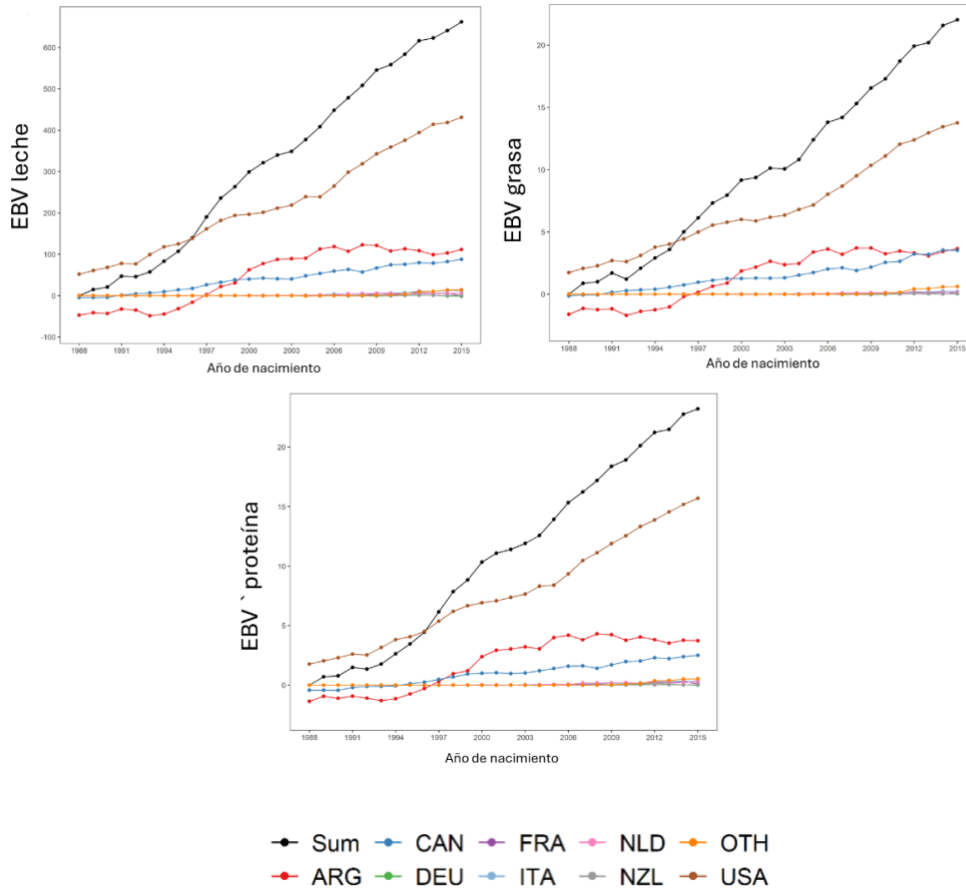 EBV leche
600
500
400
300
200
100
0
-100
1988 1991 1994 1997 2000 2003 2006 2009 2012 2015
Año de nacimiento
EBV grasa
20
15
10
5
0
1988 1991 1994 1997 2000 2003 2006 2009 2012 2015
Año de nacimiento
EBV ` proteína
20
15
10
5
0
1988 1991 1994 1997 2000 2003 2006 2009 2012 2015
Año de nacimiento
Sum CAN FRA NLD OTH
ARG DEU ITA NZL USA